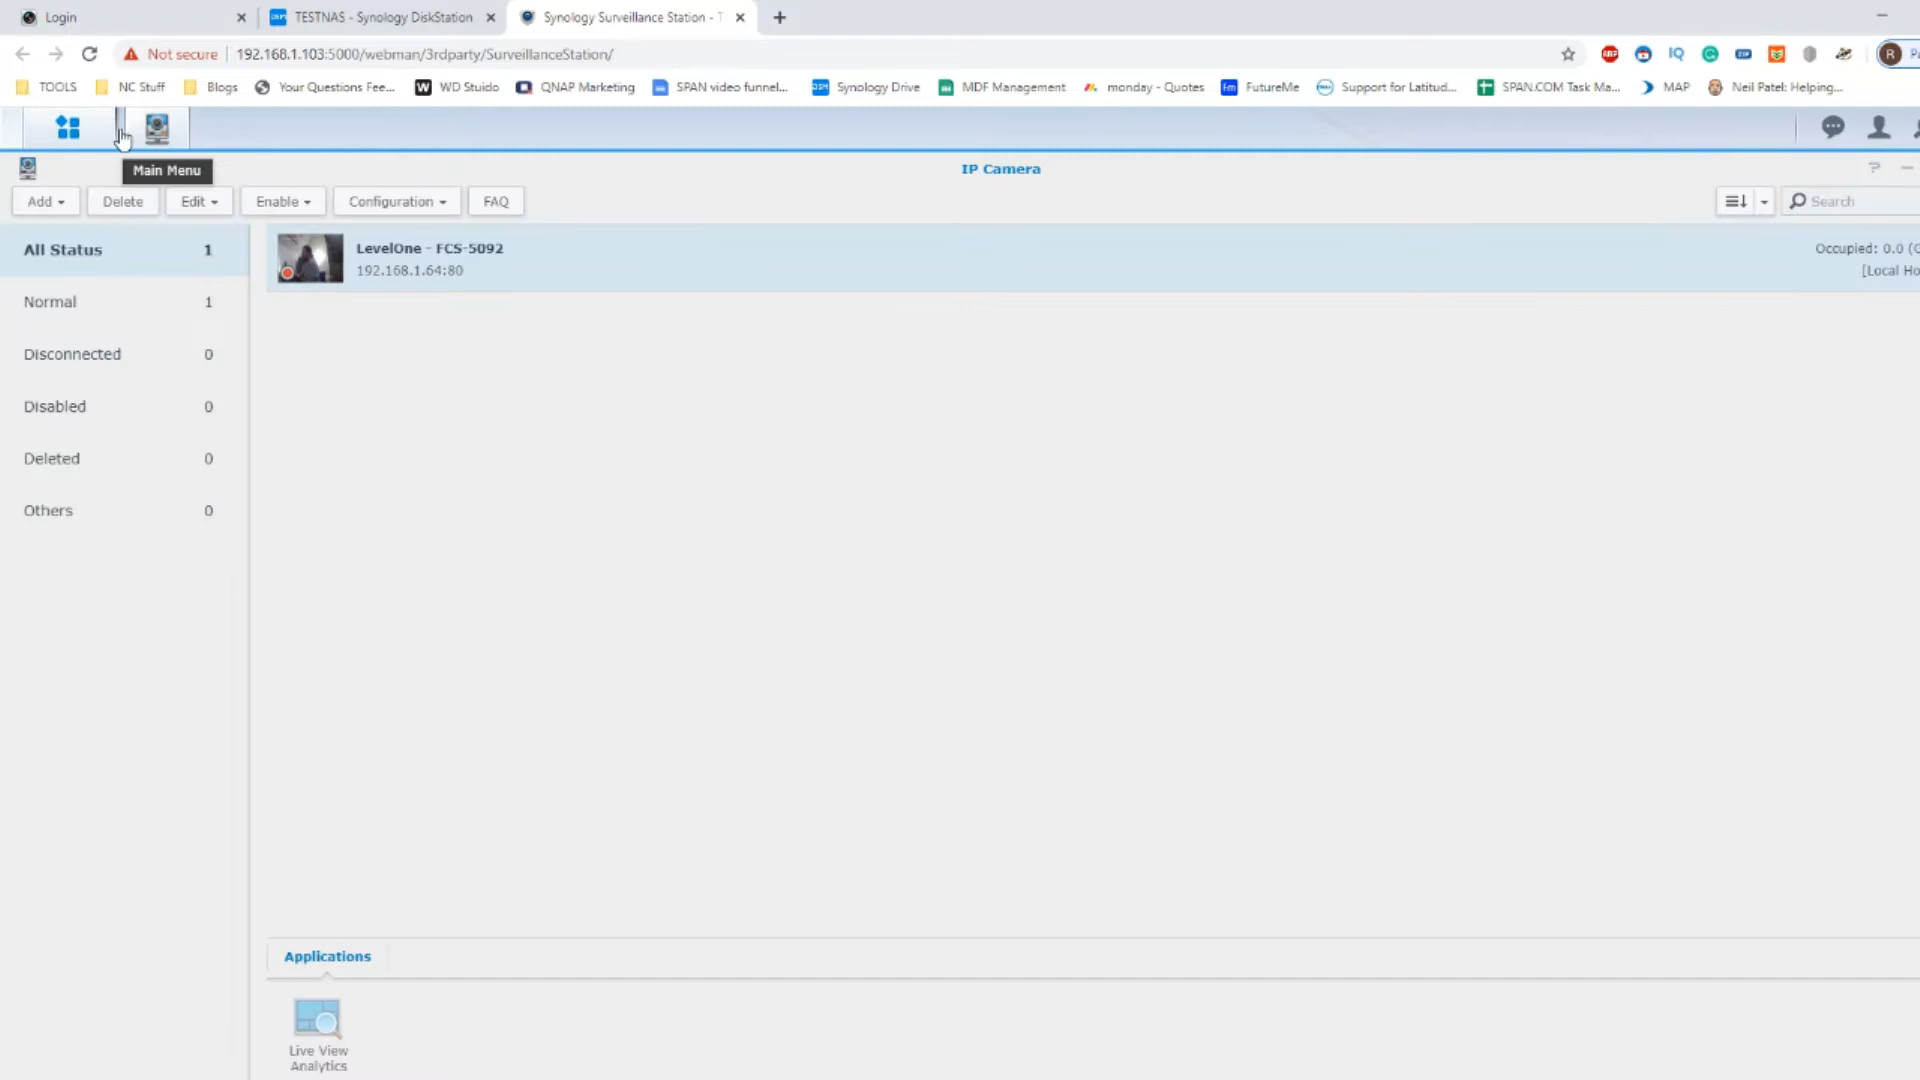 Login
TESTNAS - Synology DiskStation
Synology Surveillance Station - T
Not secure
192.168.1.103:5000/webman/3rdparty/SurveillanceStation/
TOOLS
NC Stuff
Blogs
Your Questions Fee...
WD Stuido
QNAP Marketing
SPAN video funnel...
Synology Drive
MDF Management
monday - Quotes
FutureMe
Support for Latitud...
SPAN.COM Task Ma...
MAP
Neil Patel: Helping...
Main Menu
IP Camera
Add
Delete
Edit
Enable
Configuration
FAQ
Search
All Status 1
Normal 1
Disconnected 0
Disabled 0
Deleted 0
Others 0
LevelOne - FCS-5092
192.168.1.64:80
Occupied: 0.0 (G
[Local Ho
Applications
Live View
Analytics